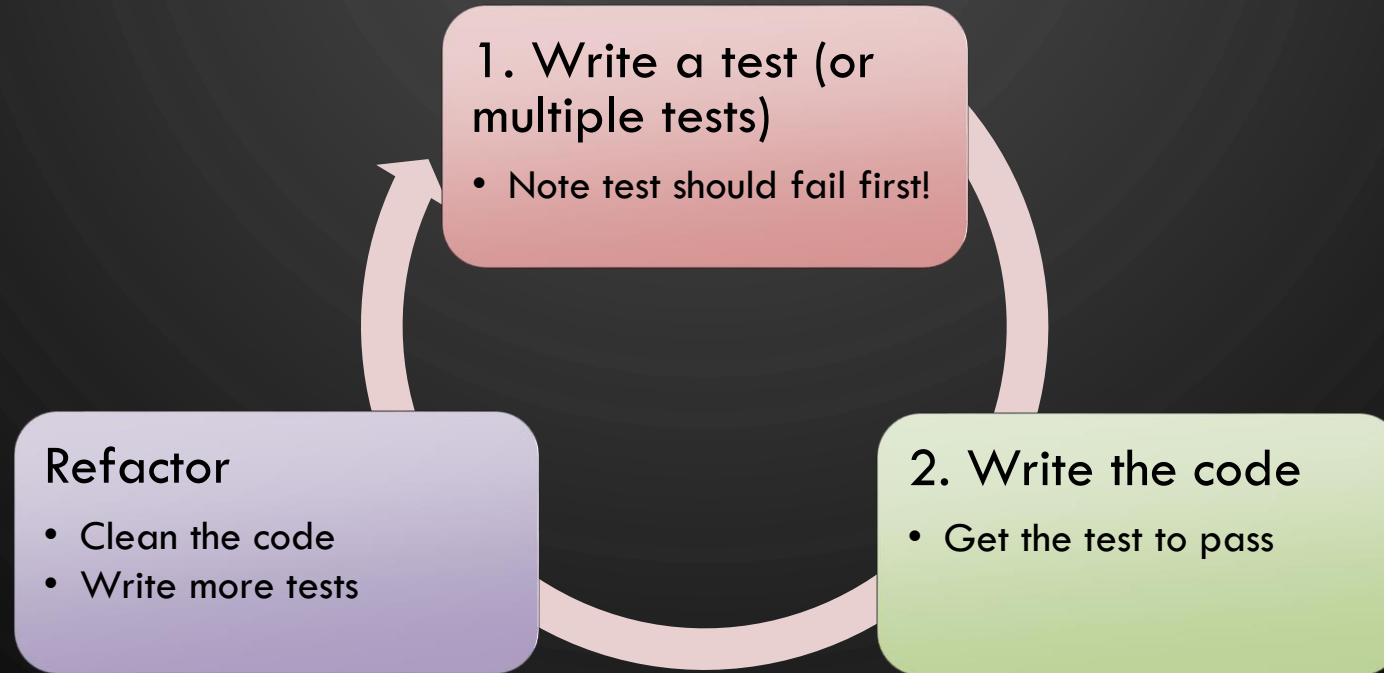 1. Write a test (or
multiple tests)
• Note test should fail first!
2. Write the code
• Get the test to pass
Refactor
• Clean the code
• Write more tests